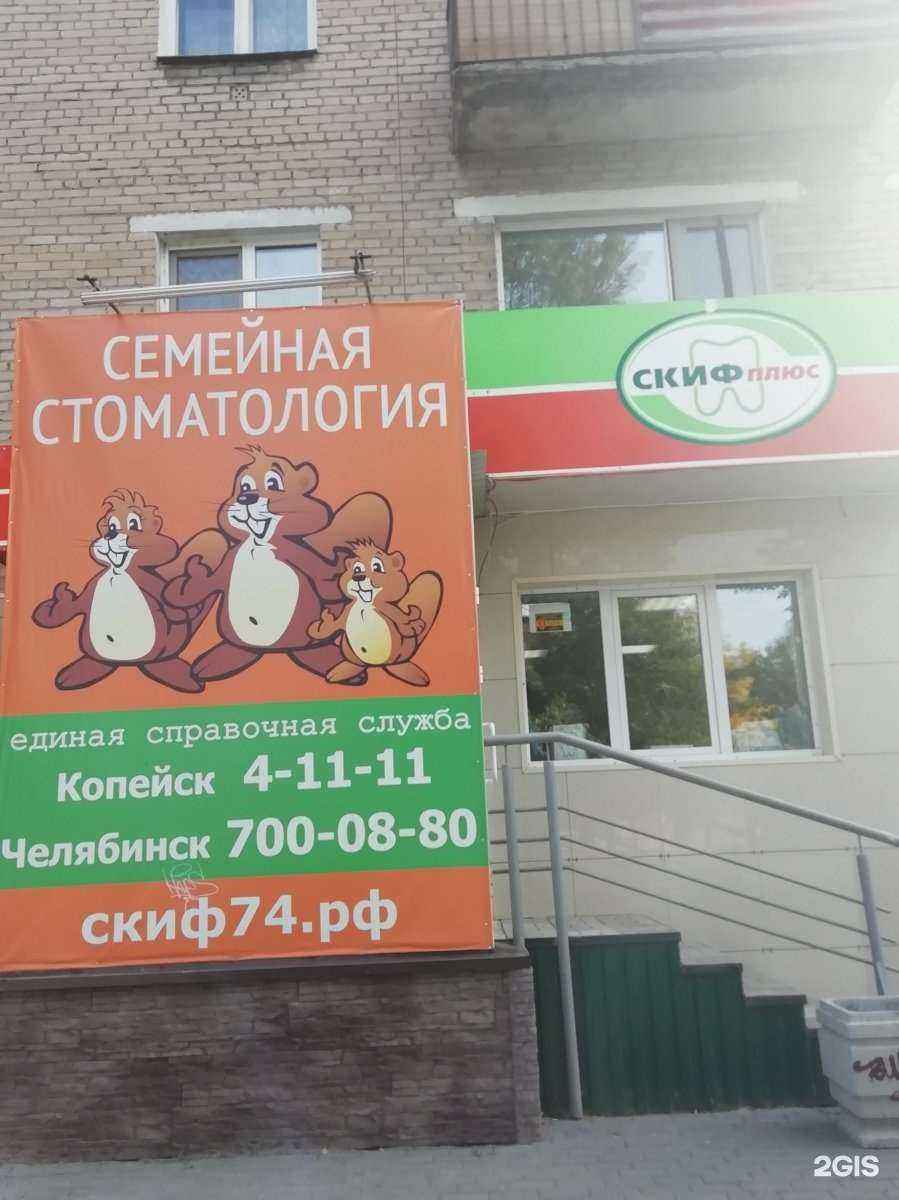 СЕМЕЙНАЯ
СТОМАТОЛОГИЯ
СКИФ плюс
единая справочная служба
Копейск 4-11-11
Челябинск 700-08-80
скиф74.рф
2GIS